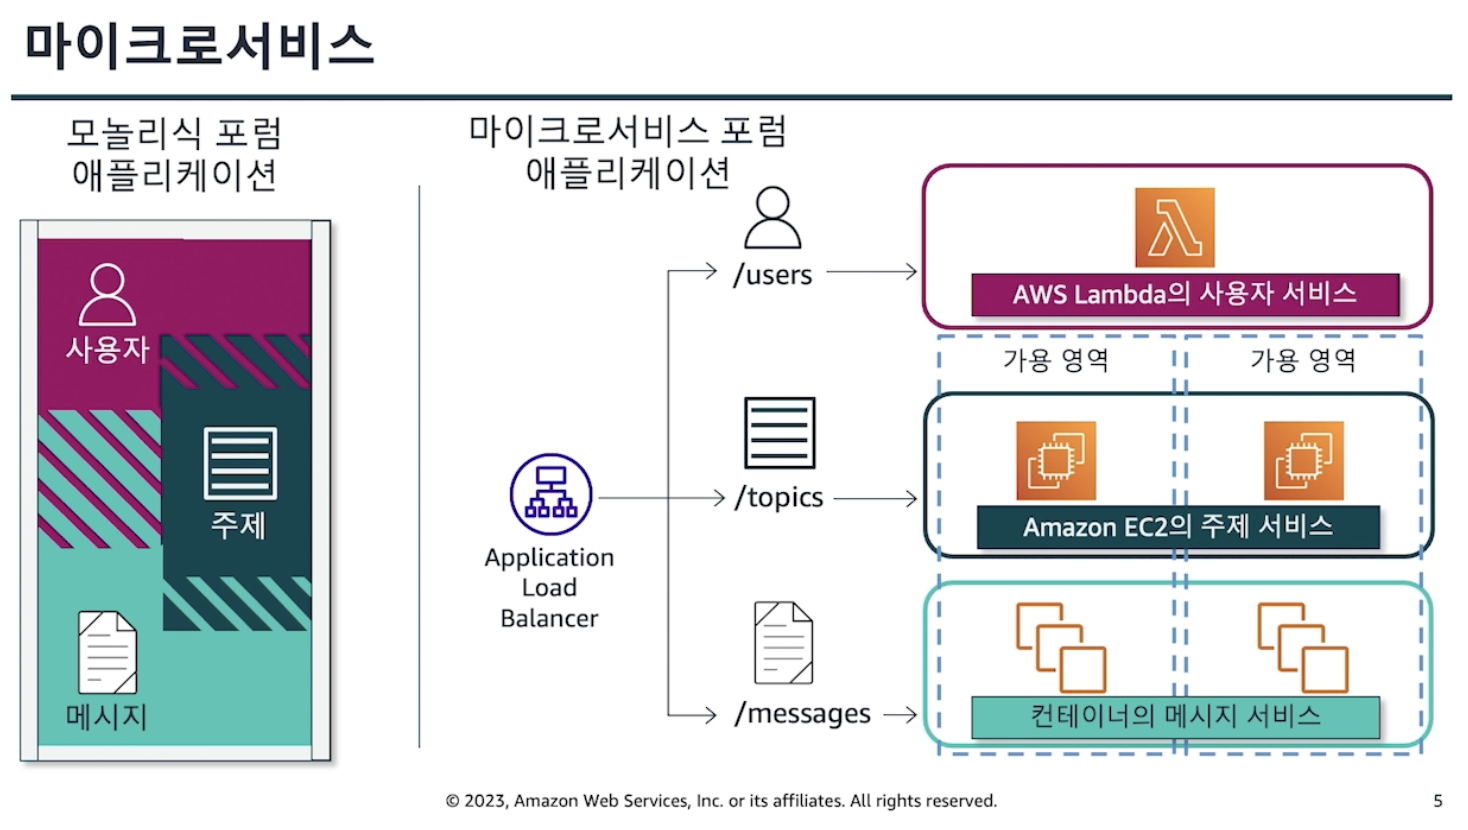 마이크로서비스
모놀리식 포럼
애플리케이션
사용자
주제
메시지
마이크로서비스 포럼
애플리케이션
Application
Load
Balancer
/users
/topics
/messages
AWS Lambda의 사용자 서비스
가용 영역
가용 영역
Amazon EC2의 주제 서비스
컨테이너의 메시지 서비스
© 2023, Amazon Web Services, Inc. or its affiliates. All rights reserved.
5